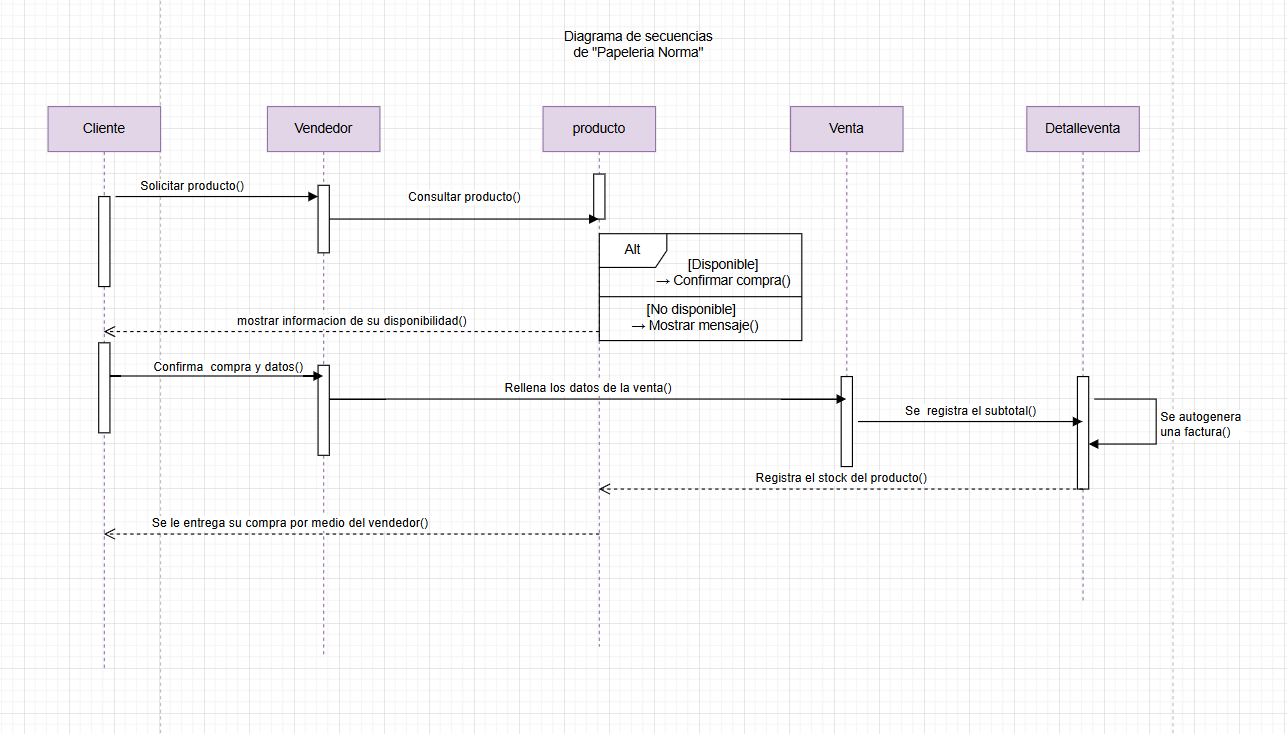 Diagrama de secuencias
de "Papeleria Norma"
Cliente
Vendedor
producto
Venta
Detalleventa
Solicitar producto()
Consultar producto()
Alt
[Disponible]
→ Confirmar compra()
[No disponible]
→ Mostrar mensaje()
mostrar informacion de su disponibilidad()
Confirma  compra y datos()
Rellena los datos de la venta()
Se  registra el subtotal()
Se autogenera
una factura()
Registra el stock del producto()
Se le entrega su compra por medio del vendedor()